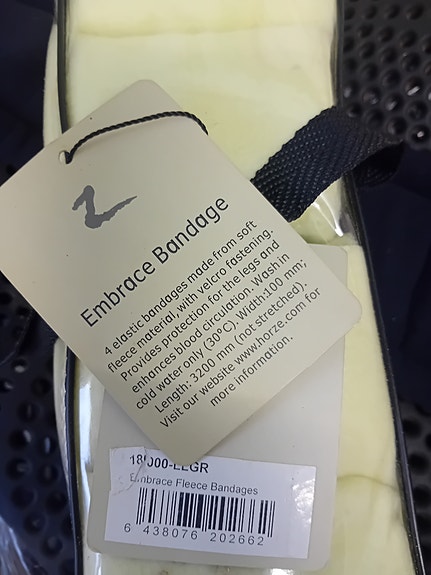 Embrace Bandage
4 elastic bandages made from soft
fleece material, with velcro fastening.
Provides protection for the legs and
enhances blood circulation. Wash in
cold water only (30°C). Width:100 mm;
Length: 3200 mm (not stretched).
Visit our website www.horze.com for
more information.
18000-LLGR
Embrace Fleece Bandages
6 438076 202662